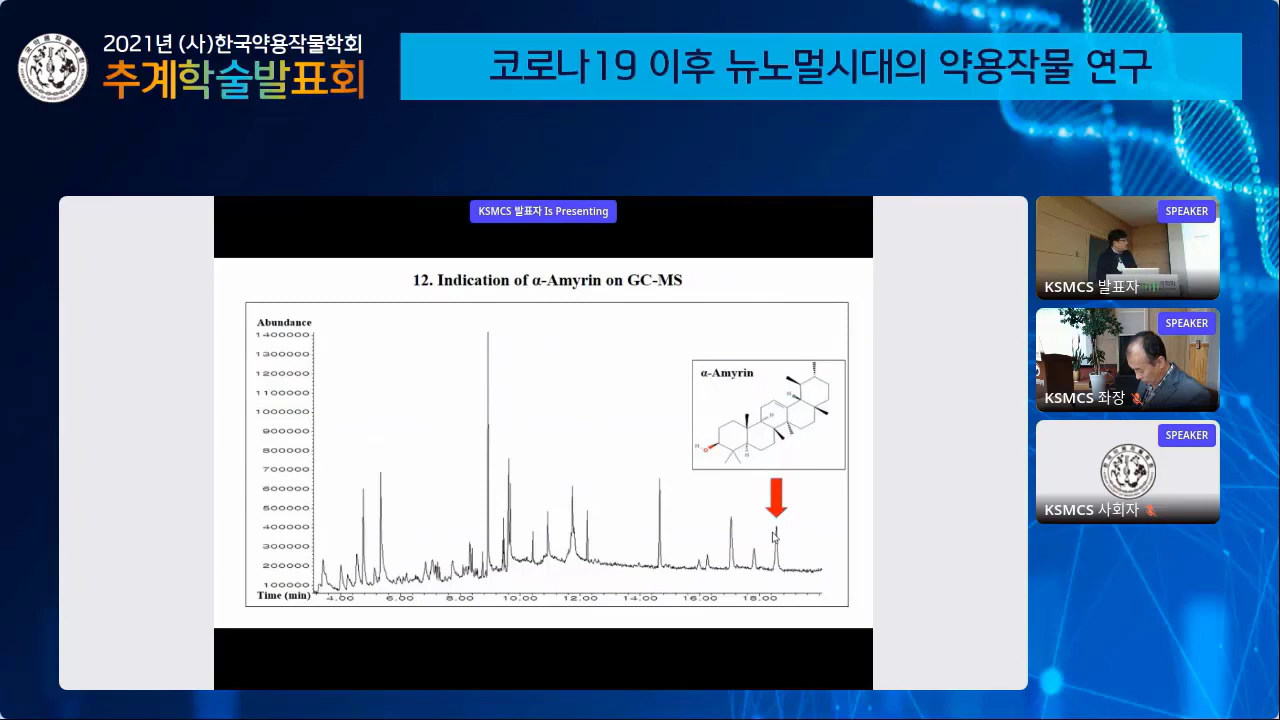 2021년 (사)한국약용작물학회
추계학술발표회
코로나19 이후 뉴노멀시대의 약용작물 연구
KSMCS 발표자 Is Presenting
12. Indication of α-Amyrin on GC-MS
Abundance
1400000
1300000
1200000
1100000
1000000
900000
800000
700000
600000
500000
400000
300000
200000
100000
Time (min)
4.00 6.00 8.00 10.00 12.00 14.00 16.00 18.00
α-Amyrin
H
H
H
H
O
H
SPEAKER
KSMCS 발표자
SPEAKER
KSMCS 좌장
SPEAKER
KSMCS 사회자